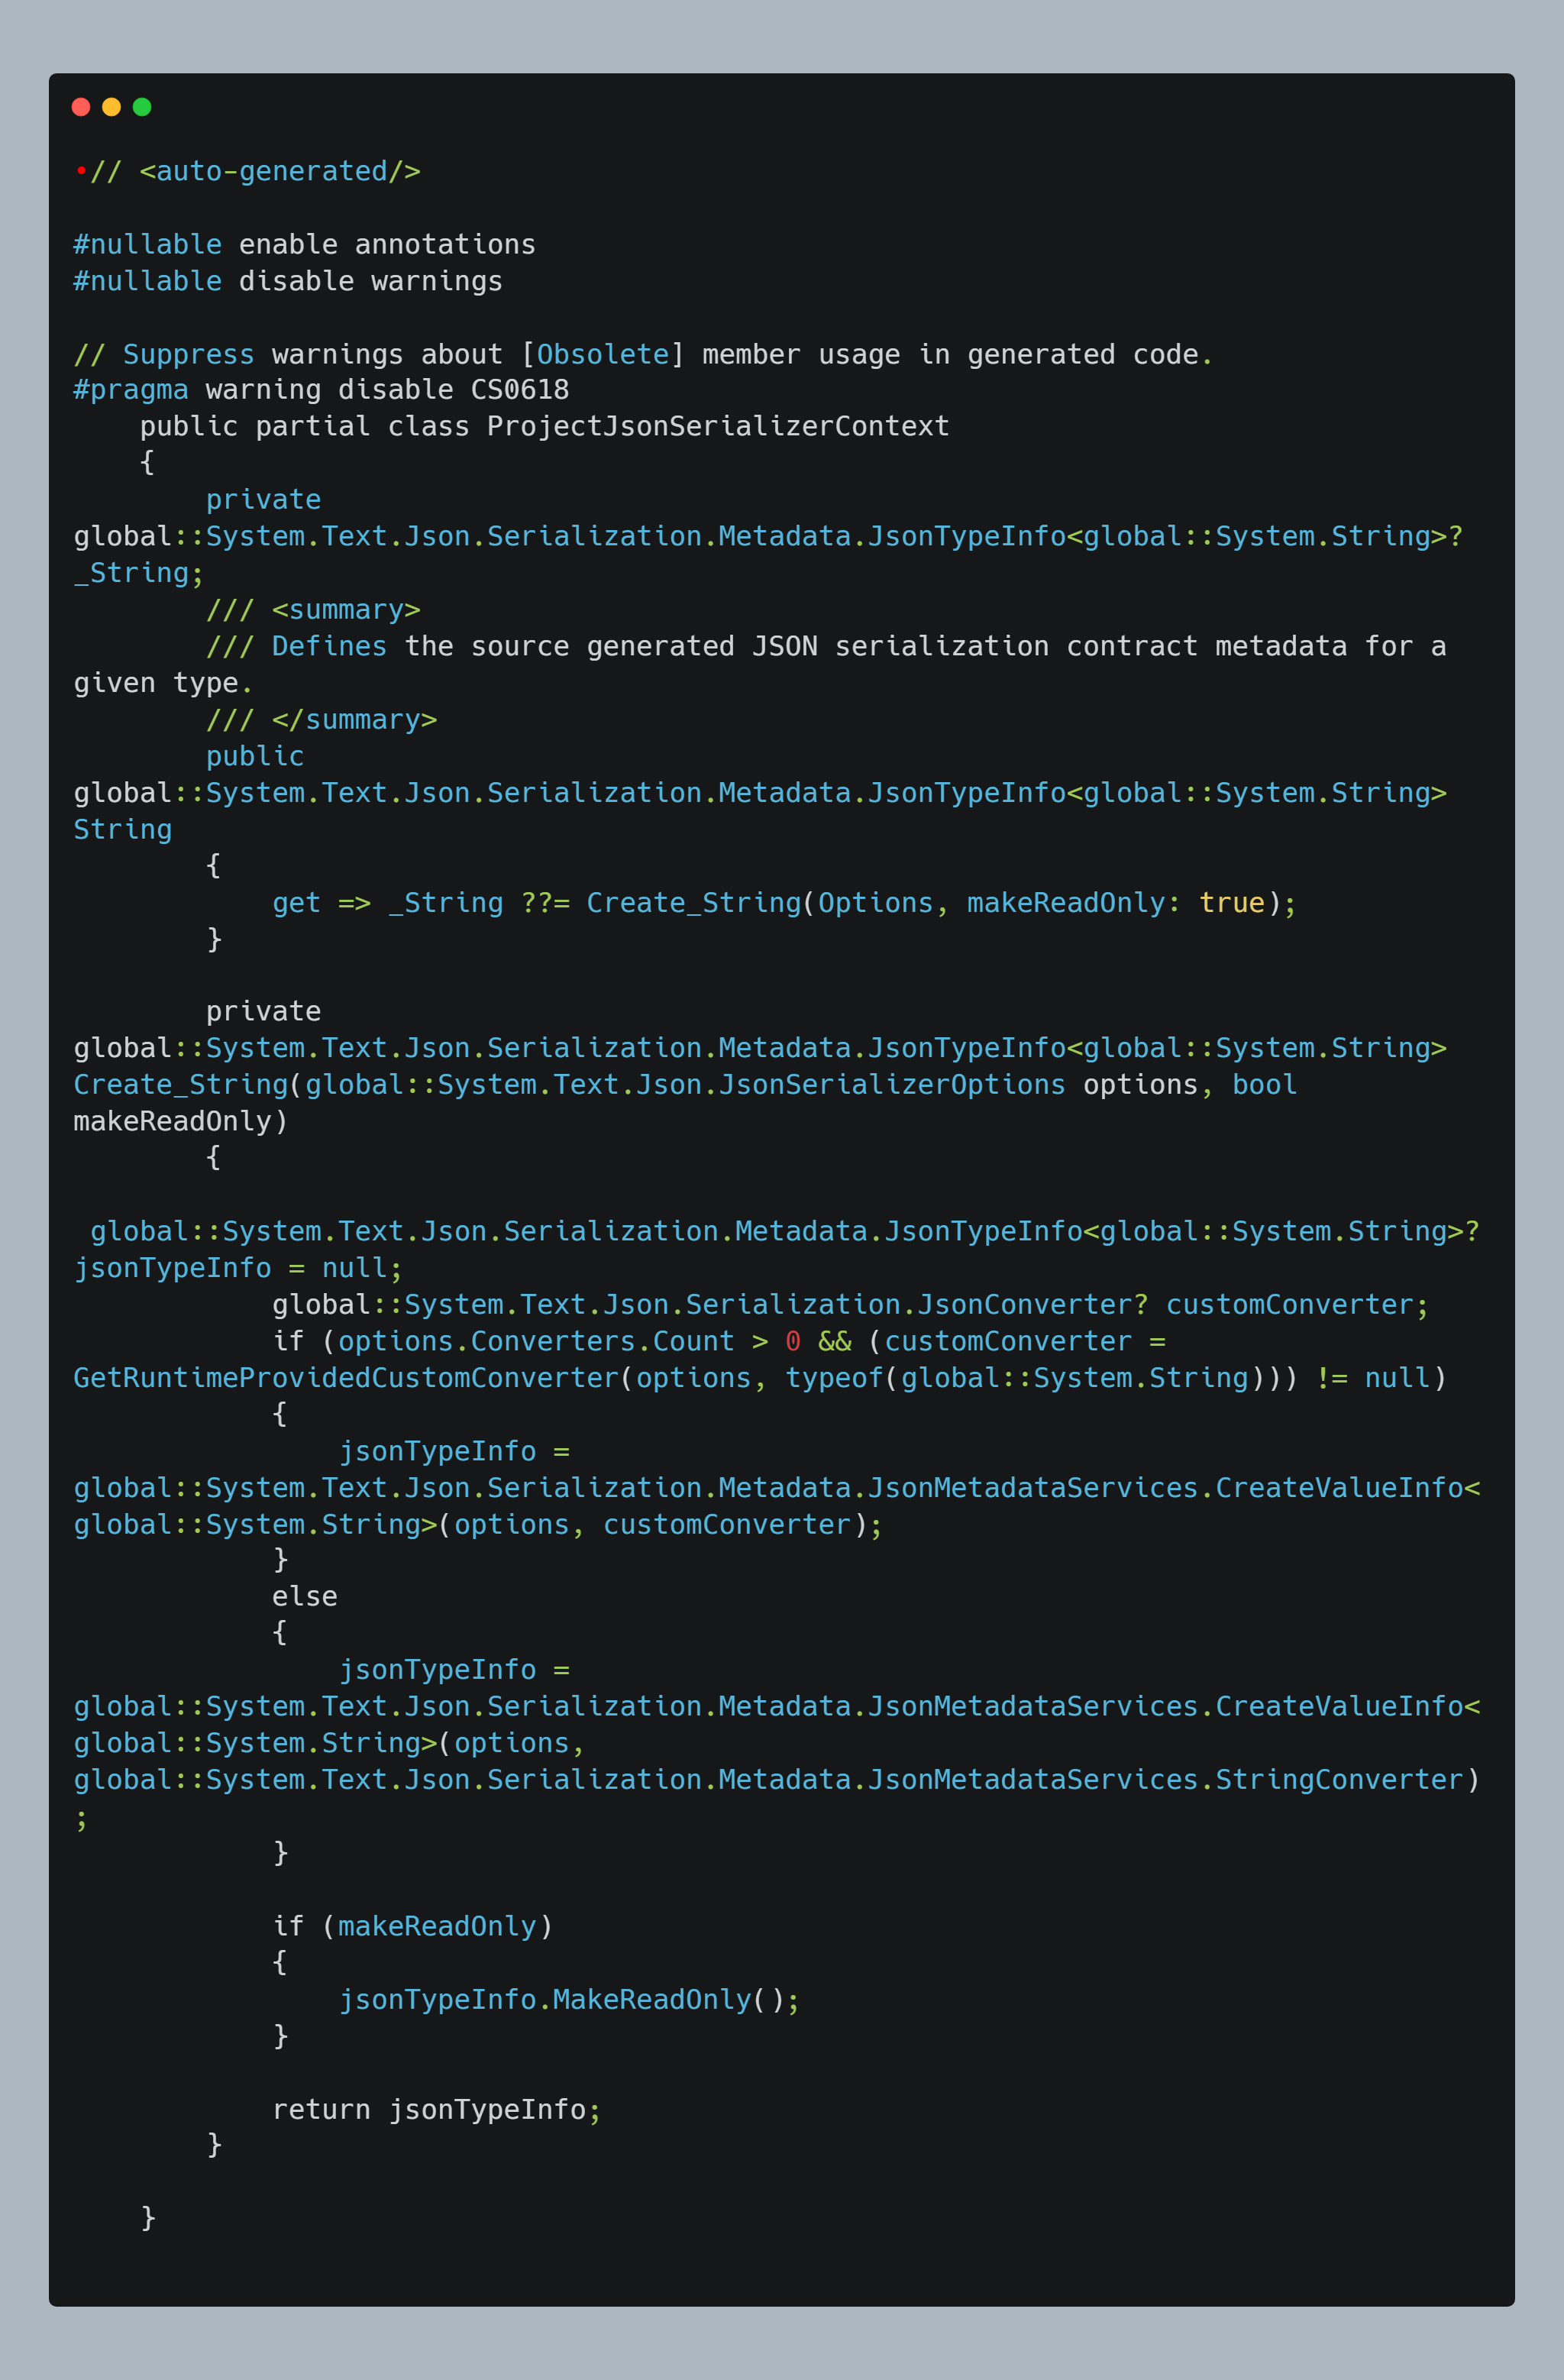 •// <auto-generated/>

#nullable enable annotations
#nullable disable warnings

// Suppress warnings about [Obsolete] member usage in generated code.
#pragma warning disable CS0618
    public partial class ProjectJsonSerializerContext
    {
        private
global::System.Text.Json.Serialization.Metadata.JsonTypeInfo<global::System.String>?
_String;
        /// <summary>
        /// Defines the source generated JSON serialization contract metadata for a
given type.
        /// </summary>
        public
global::System.Text.Json.Serialization.Metadata.JsonTypeInfo<global::System.String>
String
        {
            get => _String ??= Create_String(Options, makeReadOnly: true);
        }

        private
global::System.Text.Json.Serialization.Metadata.JsonTypeInfo<global::System.String>
Create_String(global::System.Text.Json.JsonSerializerOptions options, bool
makeReadOnly)
        {

 global::System.Text.Json.Serialization.Metadata.JsonTypeInfo<global::System.String>?
jsonTypeInfo = null;
            global::System.Text.Json.Serialization.JsonConverter? customConverter;
            if (options.Converters.Count > 0 && (customConverter =
GetRuntimeProvidedCustomConverter(options, typeof(global::System.String))) != null)
            {
                jsonTypeInfo =
global::System.Text.Json.Serialization.Metadata.JsonMetadataServices.CreateValueInfo<
global::System.String>(options, customConverter);
            }
            else
            {
                jsonTypeInfo =
global::System.Text.Json.Serialization.Metadata.JsonMetadataServices.CreateValueInfo<
global::System.String>(options,
global::System.Text.Json.Serialization.Metadata.JsonMetadataServices.StringConverter)
;
            }

            if (makeReadOnly)
            {
                jsonTypeInfo.MakeReadOnly();
            }

            return jsonTypeInfo;
        }

    }